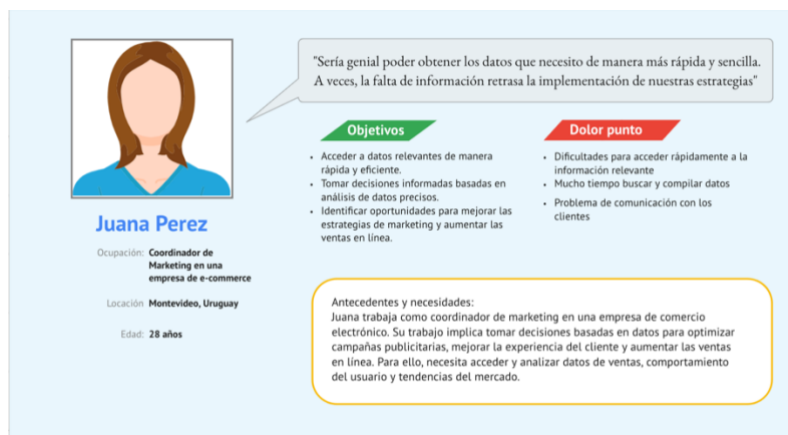 "Sería genial poder obtener los datos que necesito de manera más rápida y sencilla.
A veces, la falta de información retrasa la implementación de nuestras estrategias"
Juana Perez
Ocupación: Coordinador de
Marketing en una
empresa de e-commerce
Locación Montevideo, Uruguay
Edad: 28 años
Objetivos
• Acceder a datos relevantes de manera
rápida y eficiente.
• Tomar decisiones informadas basadas en
análisis de datos precisos.
• Identificar oportunidades para mejorar las
estrategias de marketing y aumentar las
ventas en línea.
Dolor punto
• Dificultades para acceder rápidamente a la
información relevante
• Mucho tiempo buscar y compilar datos
• Problema de comunicación con los
clientes
Antecedentes y necesidades:
Juana trabaja como coordinador de marketing en una empresa de comercio
electrónico. Su trabajo implica tomar decisiones basadas en datos para optimizar
campañas publicitarias, mejorar la experiencia del cliente y aumentar las ventas
en línea. Para ello, necesita acceder y analizar datos de ventas, comportamiento
del usuario y tendencias del mercado.